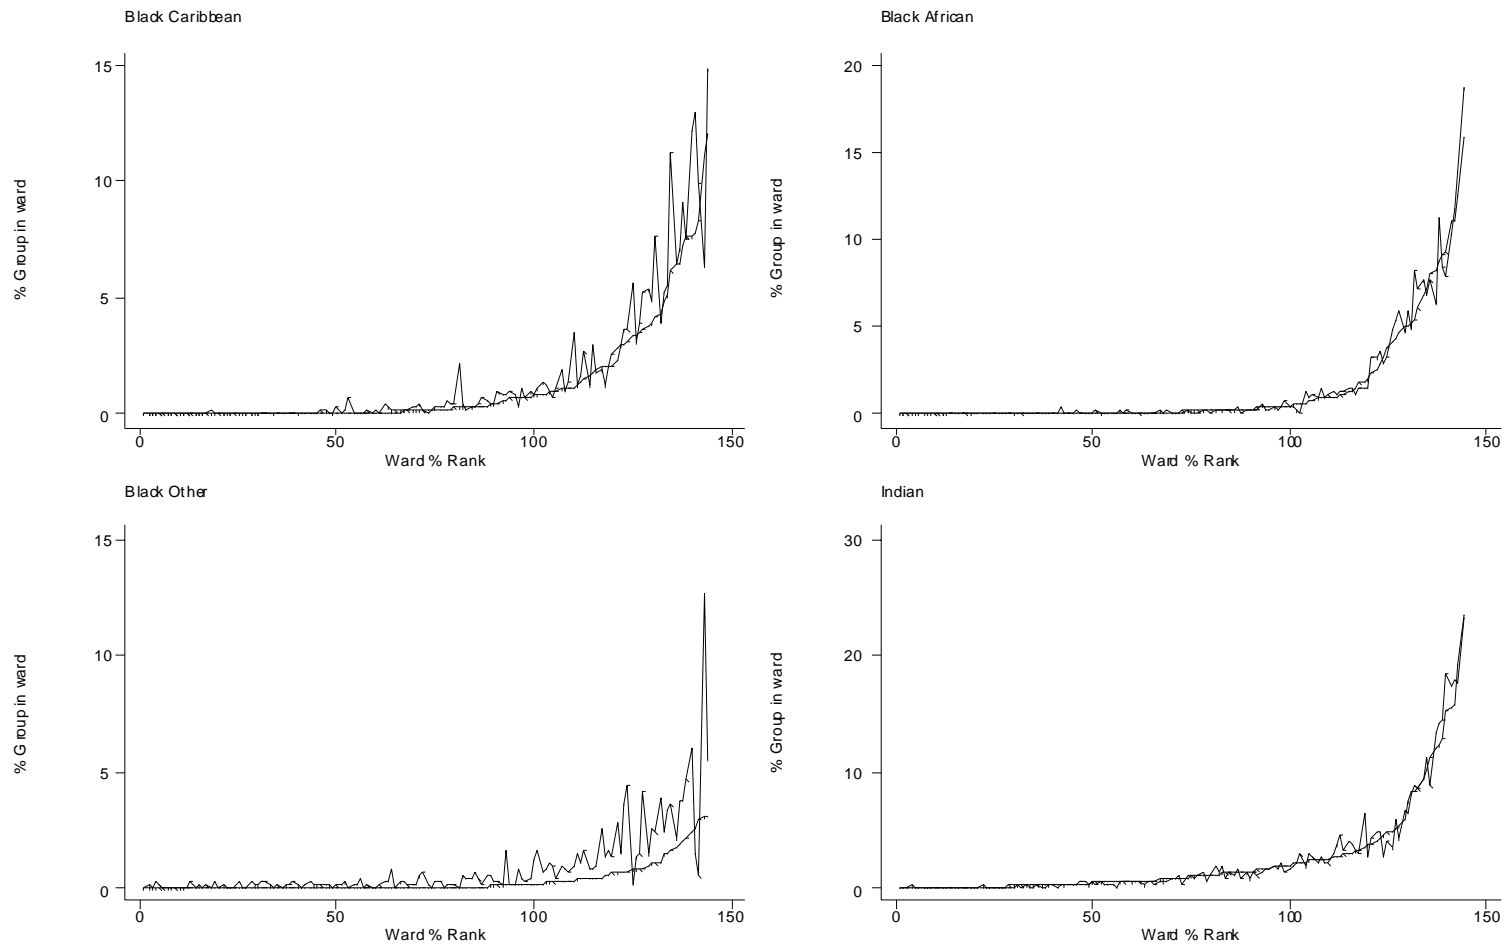 Black Caribbean
15
10
5
0
% Group in ward
0 50 100 150
Ward % Rank
Black African
20
15
10
5
0
% Group in ward
0 50 100 150
Ward % Rank
Black Other
15
10
5
0
% Group in ward
0 50 100 150
Ward % Rank
Indian
30
20
10
0
% Group in ward
0 50 100 150
Ward % Rank